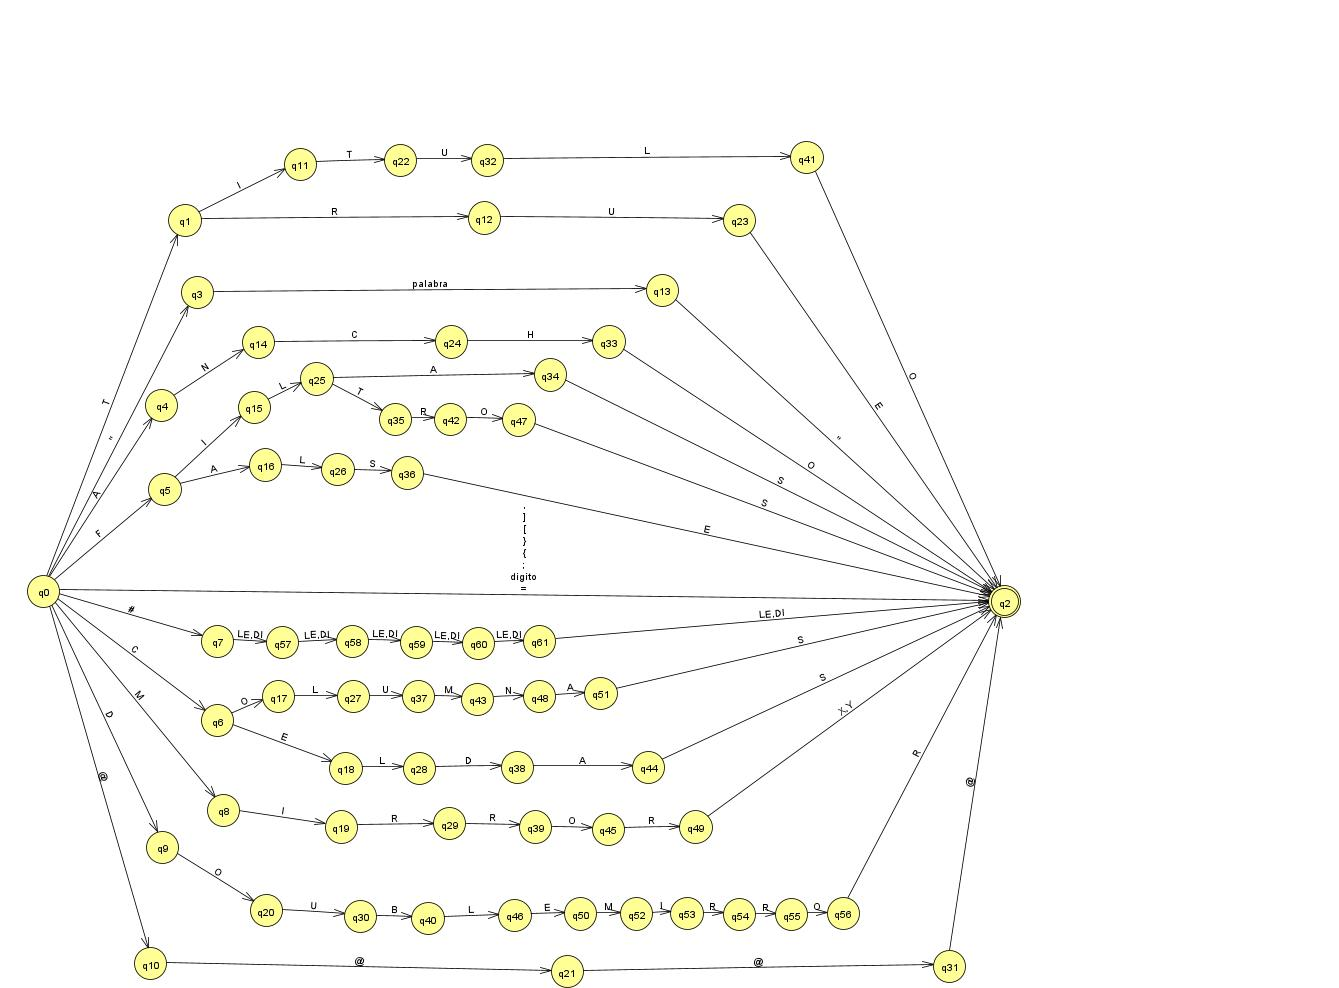 q11
T
q22
U
q32
L
q41
I
q1
R
q12
U
q23
q3
palabra
q13
q14
C
q24
H
q33
N
q25
A
q34
L
T
q4
q15
q35
R
q42
O
q47
O
E
T
"
"
I
A
q16
L
q26
S
q36
O
S
S
A
q5
F
E
.
]
[
}
{
;
digito
=
q0
q2
#
q7
LE,DI
q57
LE,DI
q58
LE,DI
q59
LE,DI
q60
LE,DI
q61
LE,DI
C
S
O
q17
L
q27
U
q37
M
q43
N
q48
A
q51
M
q6
E
S
D
X,Y
q18
L
q28
D
q38
A
q44
@
@
R
q8
I
q19
R
q29
R
q39
O
q45
R
q49
q9
O
q20
U
q30
B
q40
L
q46
E
q50
M
q52
I
q53
R
q54
R
q55
O
q56
q10
@
q21
@
q31